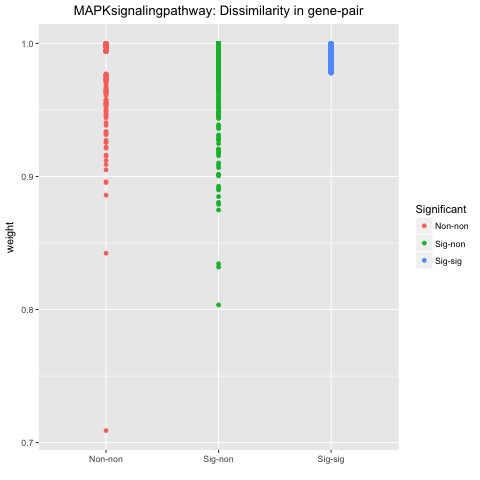 MAPKsignalingpathway: Dissimilarity in gene-pair
1.0
0.9
0.8
0.7
weight
Non-non
Sig-non
Sig-sig
Significant
Non-non
Sig-non
Sig-sig